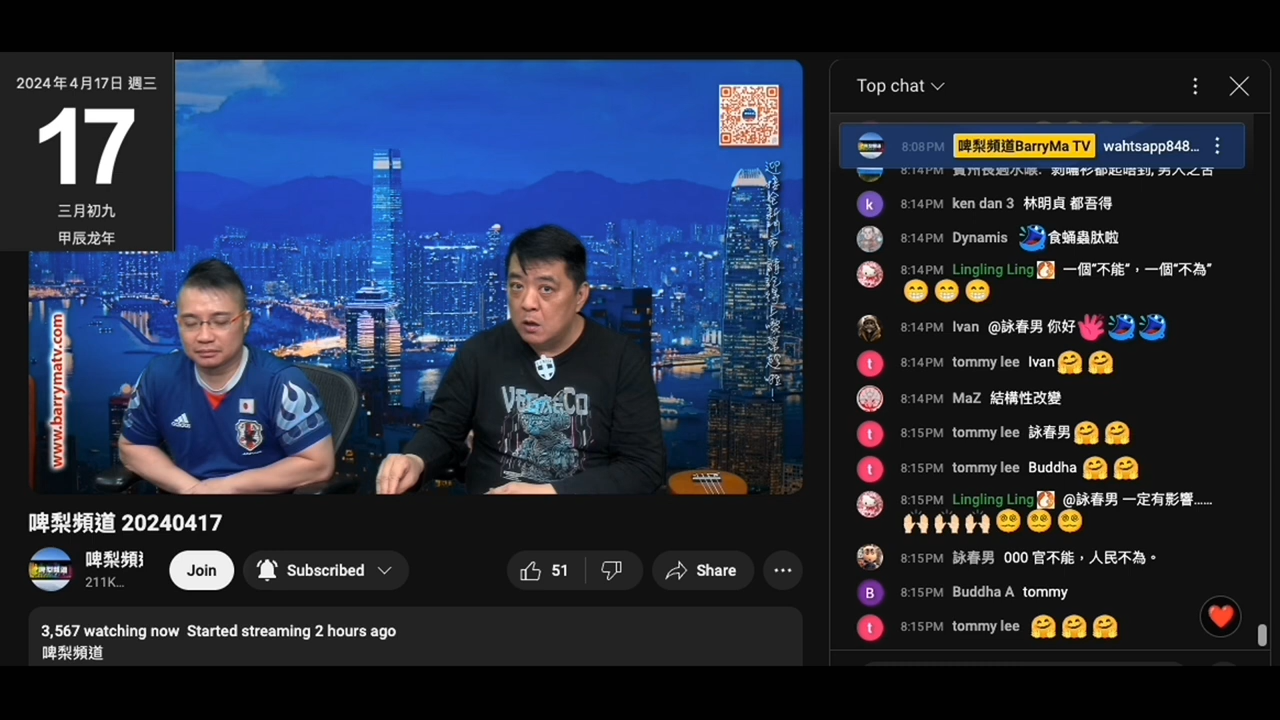 2024年4月17日 週三
17
三月初九
甲辰龙年
www.barrymatv.com
啤梨頻道 20240417
啤梨頻道
211K…
Join
Subscribed
51
Share
3,567 watching now Started streaming 2 hours ago
啤梨頻道
Top chat
8:08PM 啤梨頻道BarryMa TV wahtsapp848…
8:14PM ken dan 3 林明貞 都吾得
8:14PM Dynamis 食蛹蟲肽啦
8:14PM Lingling Ling 一個“不能”，一個“不為”
8:14PM Ivan @詠春男 你好
8:14PM tommy lee Ivan
8:14PM MaZ 結構性改變
8:15PM tommy lee 詠春男
8:15PM tommy lee Buddha
8:15PM Lingling Ling @詠春男 一定有影響……
8:15PM 詠春男 000 官不能，人民不為。
8:15PM Buddha A tommy
8:15PM tommy lee